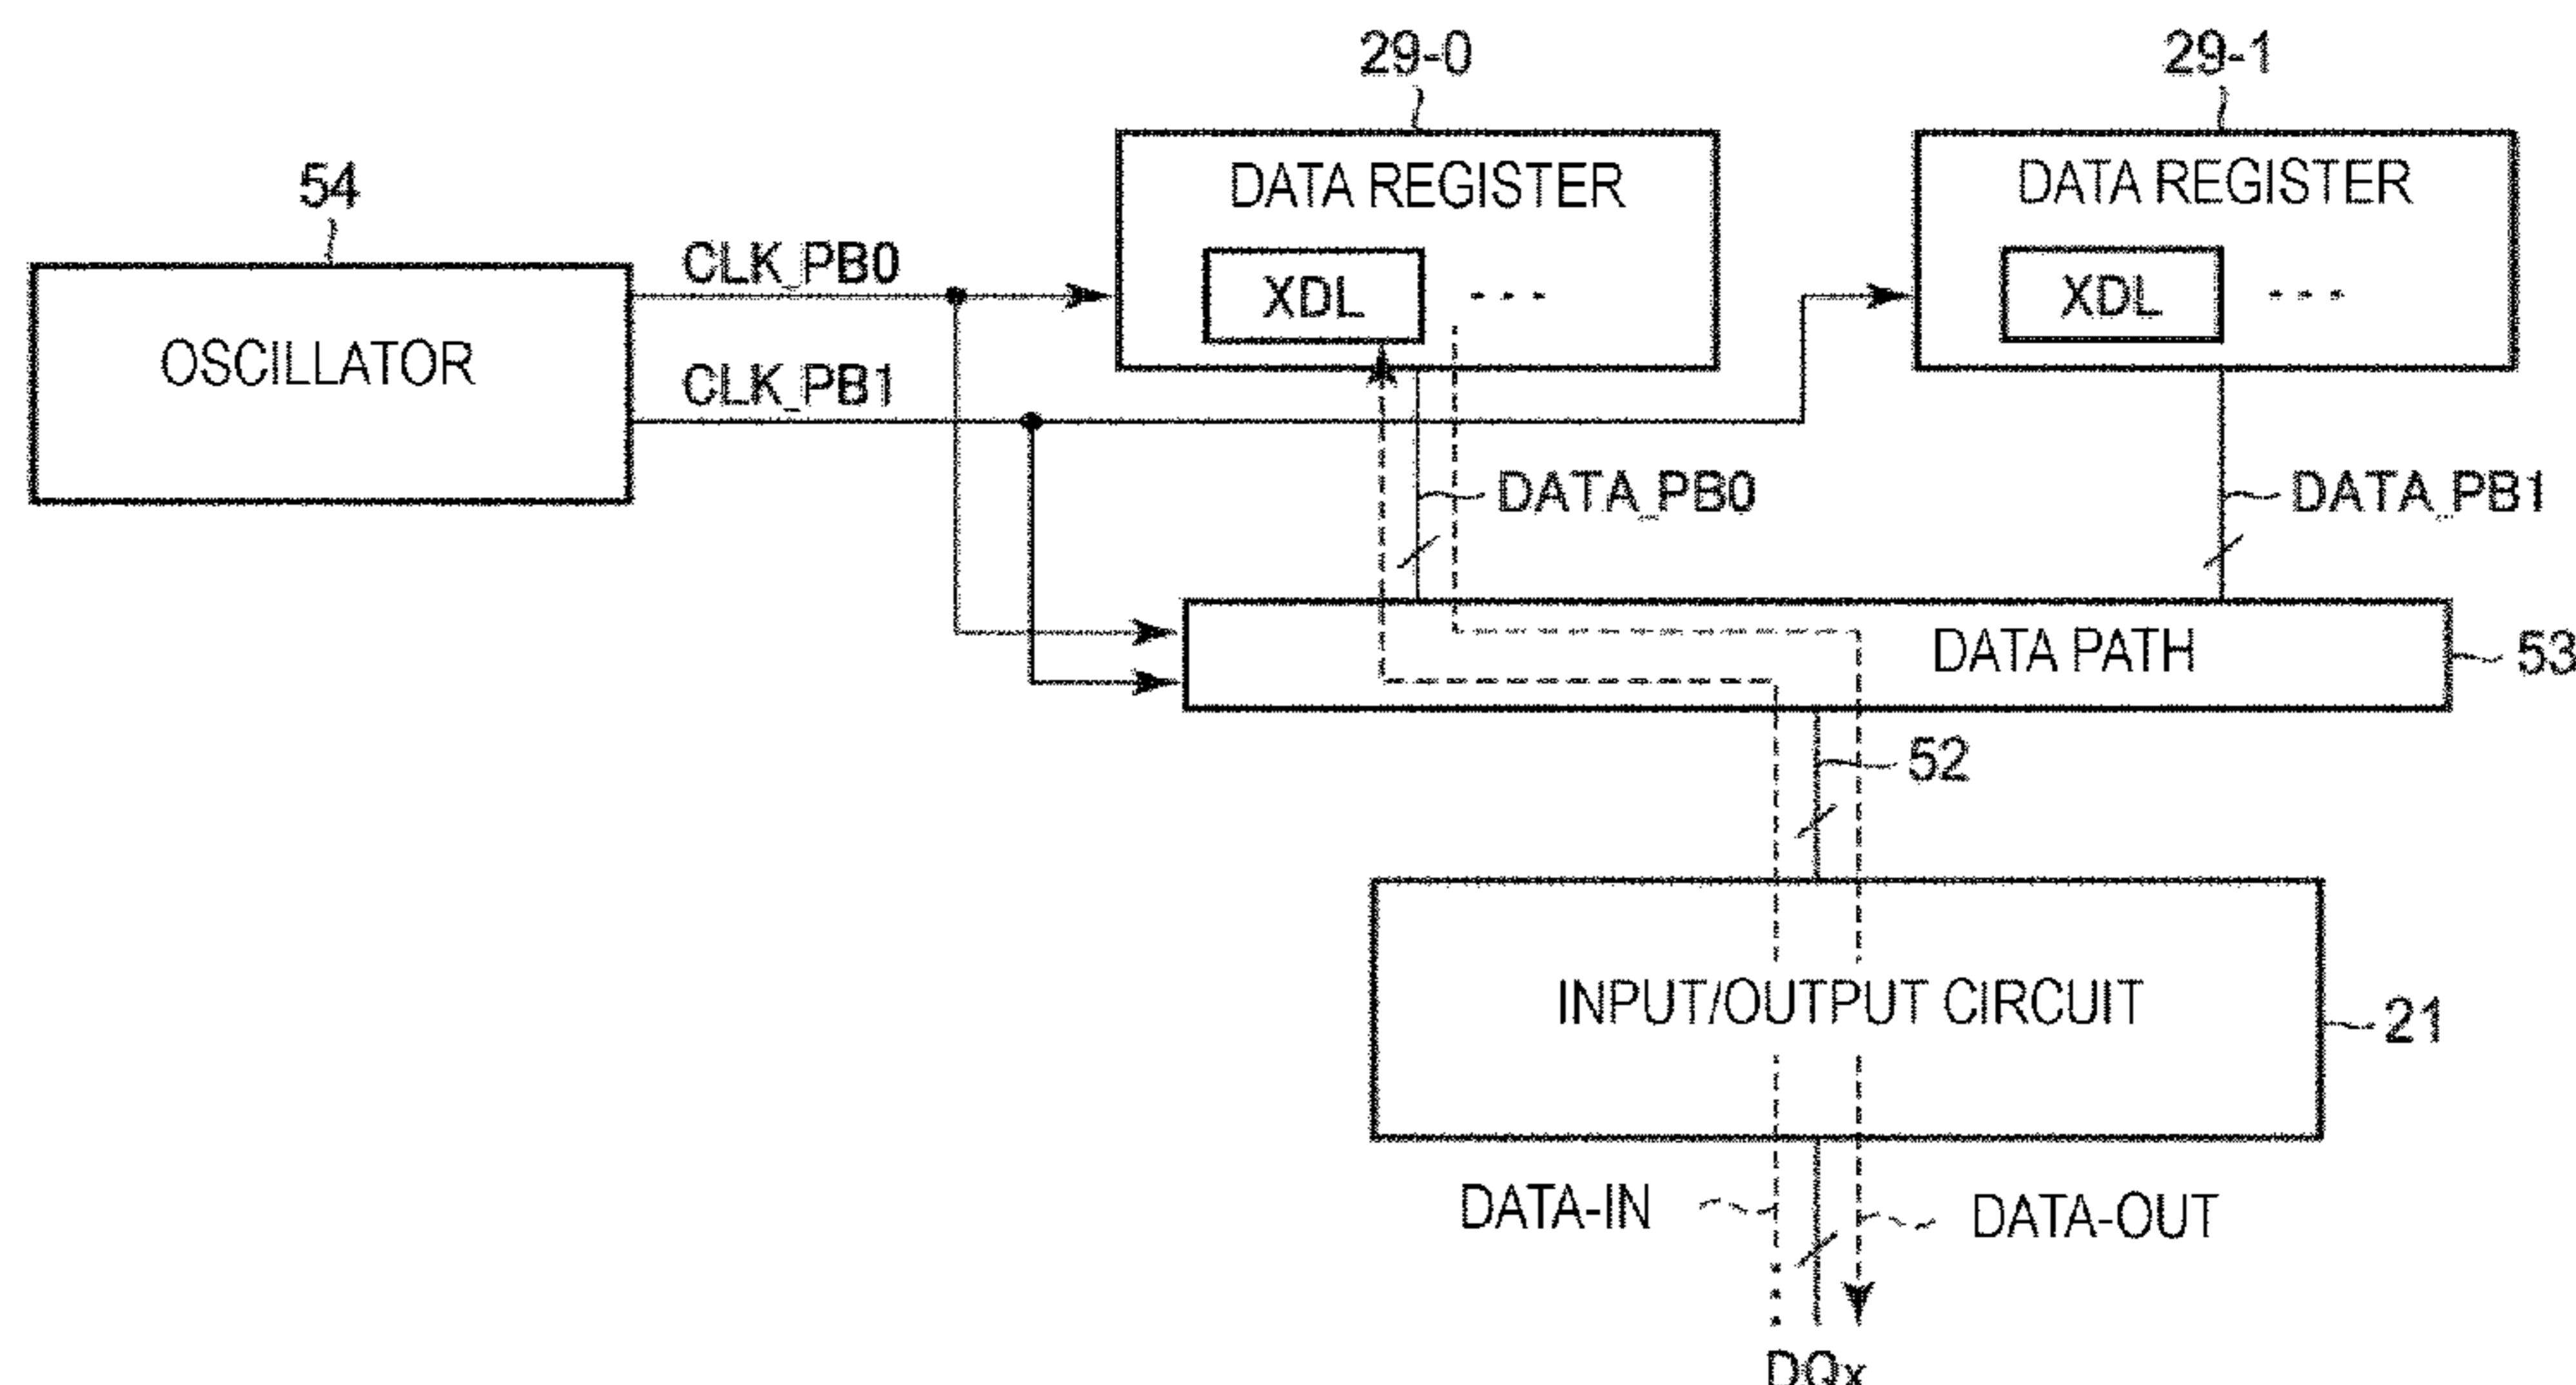 29-0
29-1
54
DATA REGISTER
DATA REGISTER
CLK_PB0
XDL
...
XDL
...
OSCILLATOR
CLK_PB1
DATA_PB0
DATA_PB1
DATA PATH
53
52
INPUT/OUTPUT CIRCUIT
21
DATA-IN
DATA-OUT
DQx